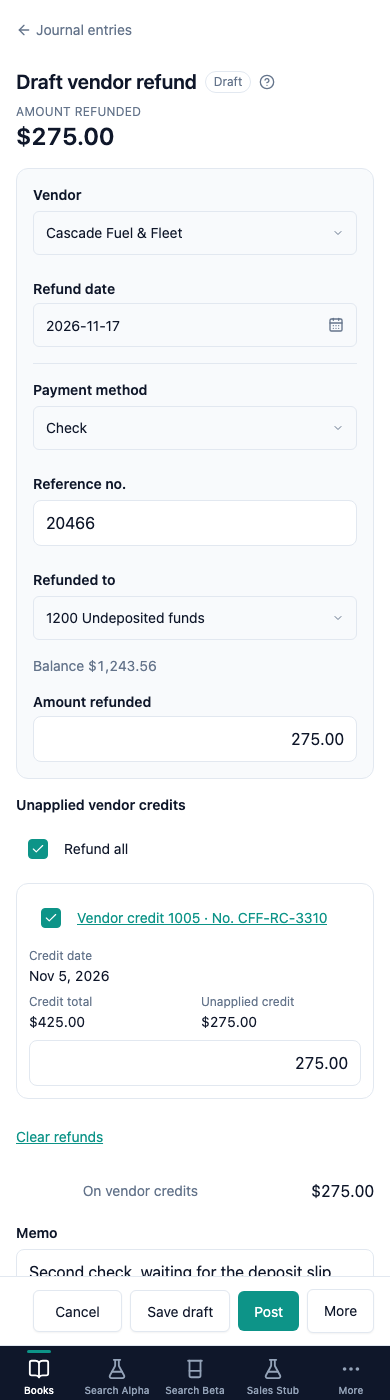 Journal entries
Draft vendor refund Draft
AMOUNT REFUNDED
$275.00
Vendor
Cascade Fuel & Fleet
Refund date
2026-11-17
Payment method
Check
Reference no.
20466
Refunded to
1200 Undeposited funds
Balance $1,243.56
Amount refunded
275.00
Unapplied vendor credits
Refund all
Vendor credit 1005 · No. CFF-RC-3310
Credit date
Nov 5, 2026
Credit total Unapplied credit
$425.00 $275.00
275.00
Clear refunds
On vendor credits $275.00
Memo
Second check, waiting for the deposit slip
Cancel Save draft Post More
Books Search Alpha Search Beta Sales Stub More